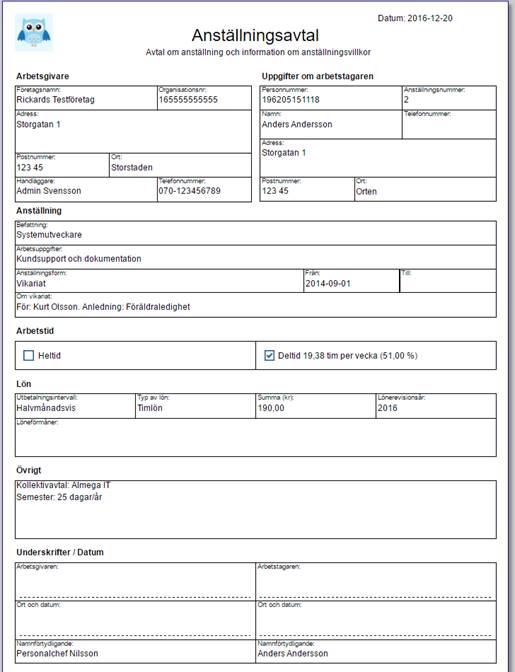 Datum: 2016-12-20
Anställningsavtal
Avtal om anställning och information om anställningsvillkor
Arbetsgivare
Företagsnamn: Organisationsnr:
Rickards Testföretag 165555555555
Adress:
Storgatan 1
Postnummer: Ort:
123 45 Storstaden
Handläggare: Telefonnummer:
Admin Svensson 070-123456789
Uppgifter om arbetstagaren
Personnummer: Anställningsnummer:
196205151118 2
Namn: Telefonnummer:
Anders Andersson
Adress:
Storgatan 1
Postnummer: Ort:
123 45 Orten
Anställning
Befattning:
Systemutveckare
Arbetsuppgifter:
Kundsupport och dokumentation
Anställningsform: Från: Till:
Vikariat 2014-09-01
Om vikariat:
För: Kurt Olsson. Anledning: Föräldraledighet
Arbetstid
Heltid Deltid 19,38 tim per vecka (51,00 %)
Lön
Utbetalningsintervall: Typ av lön: Summa (kr): Lönerevisionsår:
Halvmånadsvis Timlön 190,00 2016
Löneförmåner:
Övrigt
Kollektivavtal: Almega IT
Semester: 25 dagar/år
Underskrifter / Datum
Arbetsgivaren: Arbetstagaren:
Ort och datum: Ort och datum:
Namnförtydligande: Namnförtydligande:
Personalchef Nilsson Anders Andersson